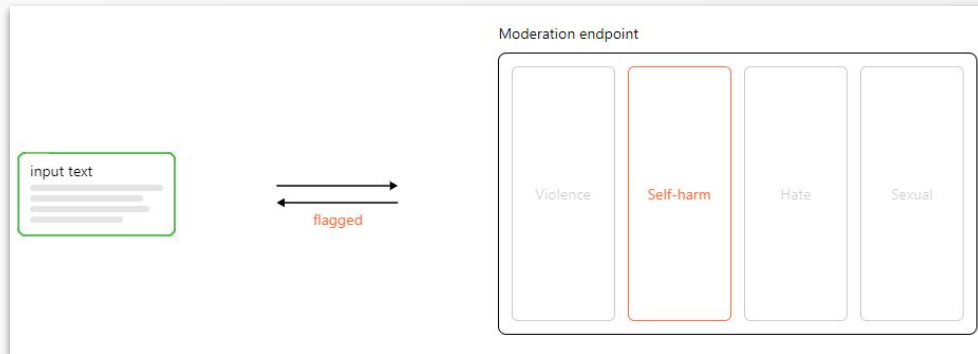 Moderation endpoint
input text
flagged
Violence
Self-harm
Hate
Sexual